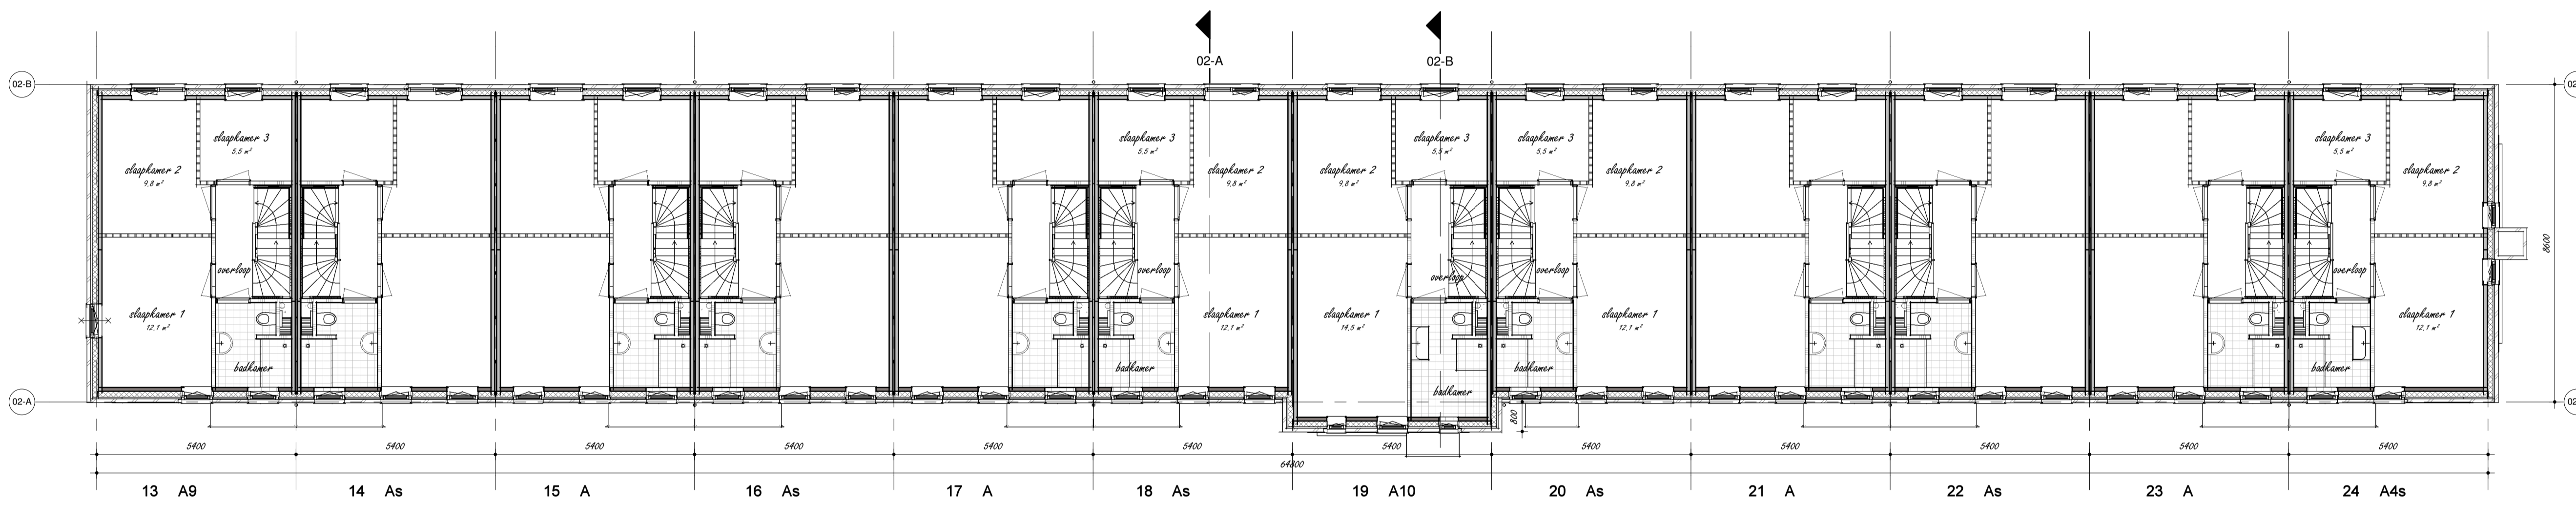 02-A
02-B
02-B
slaapkamer 3
5,5 m²
slaapkamer 2
9,8 m²
slaapkamer 3
5,5 m²
slaapkamer 2
9,8 m²
slaapkamer 2
9,8 m²
slaapkamer 3
5,5 m²
slaapkamer 3
5,5 m²
slaapkamer 2
9,8 m²
slaapkamer 3
5,5 m²
slaapkamer 2
9,8 m²
8600
overloop
overloop
overloop
overloop
overloop
slaapkamer 1
12,1 m²
slaapkamer 1
12,1 m²
slaapkamer 1
14,5 m²
slaapkamer 1
12,1 m²
slaapkamer 1
12,1 m²
badkamer
badkamer
badkamer
badkamer
badkamer
02-A
800
5400 5400 5400 5400 5400 5400 5400 5400 5400 5400 5400 5400
64800
13 A9 14 As 15 A 16 As 17 A 18 As 19 A10 20 As 21 A 22 As 23 A 24 A4s